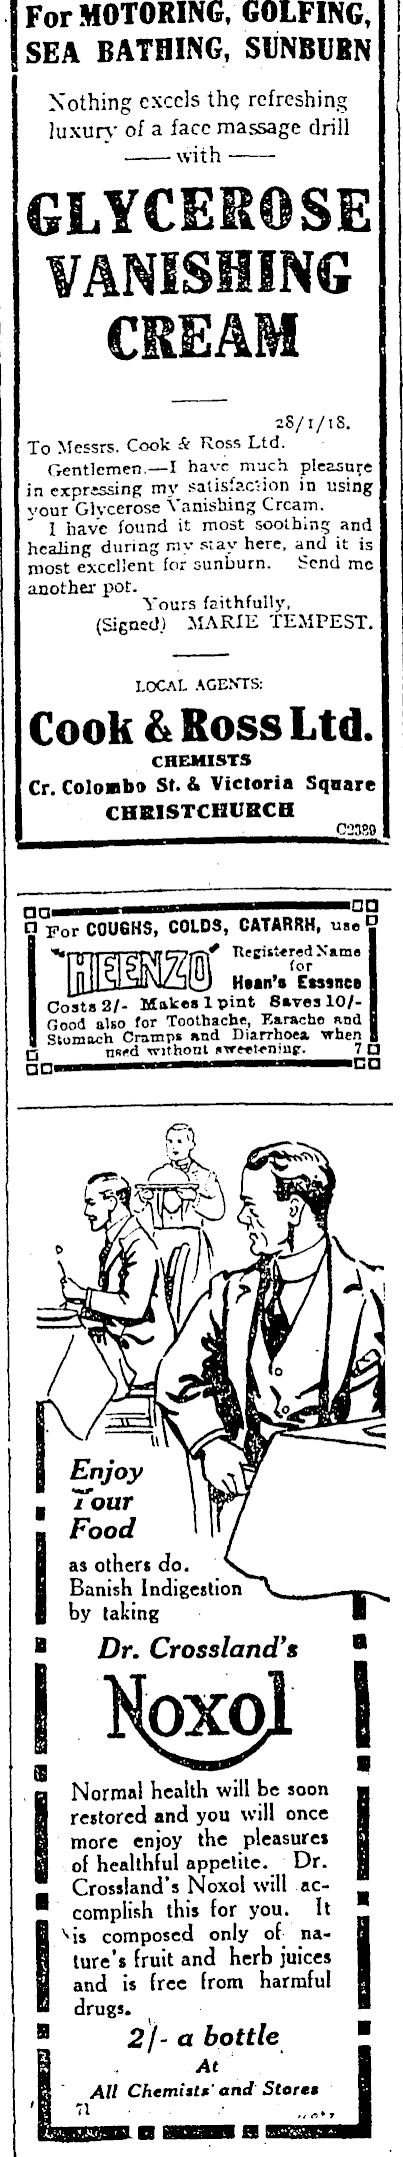 For MOTORING, GOLFING,
SEA BATHING, SUNBURN
Nothing excels the refreshing
luxury of a face massage drill
with
GLYCEROSE
VANISHING
CREAM
28/1/18.
To Messrs. Cook & Ross Ltd.
Gentlemen.—I have much pleasure
in expressing my satisfaction in using
your Glycerose Vanishing Cream.
I have found it most soothing and
healing during my stay here, and it is
most excellent for sunburn. Send me
another pot.
Yours faithfully,
(Signed) MARIE TEMPEST.
LOCAL AGENTS:
Cook & Ross Ltd.
CHEMISTS
Cr. Colombo St. & Victoria Square
CHRISTCHURCH
C2389
For COUGHS, COLDS, CATARRH, use
"HEENZO"
Registered Name
for
Hean's Essence
Costs 2/- Makes 1 pint Saves 10/-
Good also for Toothache, Earache and
Stomach Cramps and Diarrhoea when
used without sweetening. 7
Enjoy
Your
Food
as others do.
Banish Indigestion
by taking
Dr. Crossland's
Noxol
Normal health will be soon
restored and you will once
more enjoy the pleasures
of healthful appetite. Dr.
Crossland's Noxol will ac-
complish this for you. It
is composed only of na-
ture's fruit and herb juices
and is free from harmful
drugs.
2/- a bottle
At
All Chemists and Stores
71